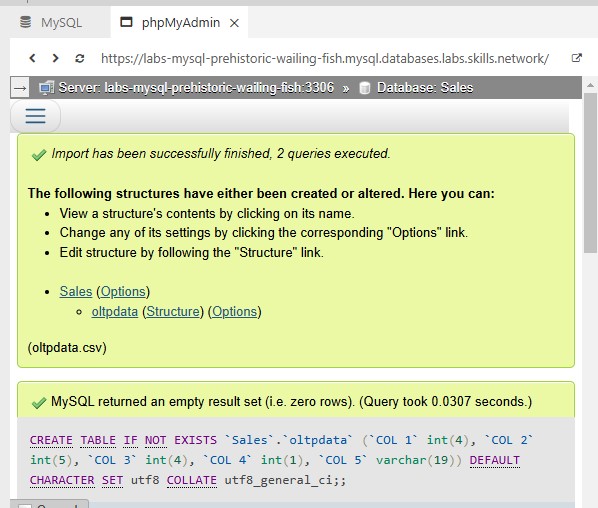 MySQL
phpMyAdmin ×
https://labs-mysql-prehistoric-wailing-fish.mysql.databases.labs.skills.network/
Server: labs-mysql-prehistoric-wailing-fish:3306 » Database: Sales
Import has been successfully finished, 2 queries executed.
The following structures have either been created or altered. Here you can:
• View a structure's contents by clicking on its name.
• Change any of its settings by clicking the corresponding "Options" link.
• Edit structure by following the "Structure" link.
• Sales (Options)
oltpdata (Structure) (Options)
(oltpdata.csv)
MySQL returned an empty result set (i.e. zero rows). (Query took 0.0307 seconds.)
CREATE TABLE IF NOT EXISTS `Sales`.`oltpdata` (`COL 1` int(4), `COL 2`
int(5), `COL 3` int(4), `COL 4` int(1), `COL 5` varchar(19)) DEFAULT
CHARACTER SET utf8 COLLATE utf8_general_ci;;